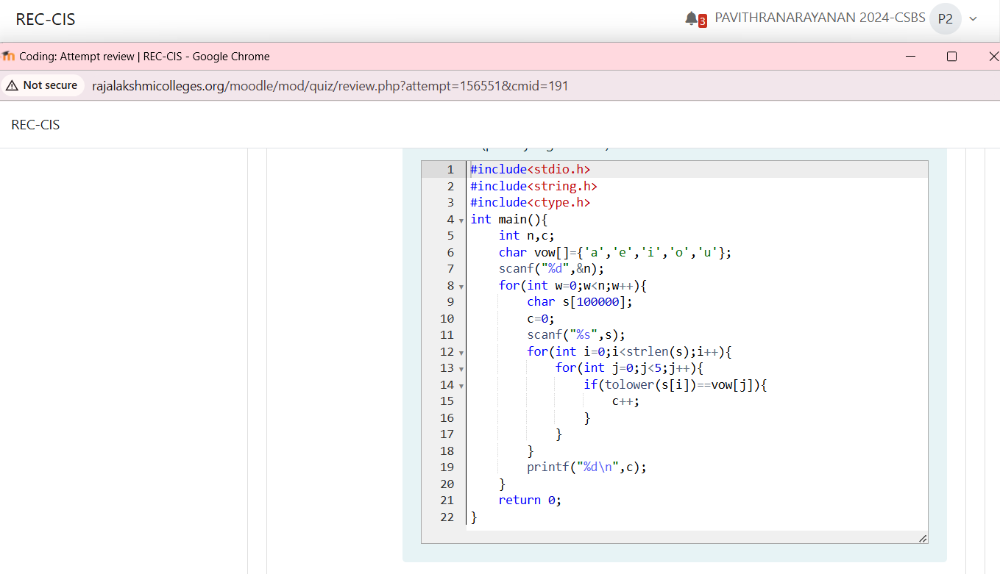 REC-CIS
3 PAVITHRANARAYANAN 2024-CSBS P2
Coding: Attempt review | REC-CIS - Google Chrome
Not secure rajalakshmicolleges.org/moodle/mod/quiz/review.php?attempt=156551&cmid=191
REC-CIS
1 #include<stdio.h>
2 #include<string.h>
3 #include<ctype.h>
4 int main(){
5     int n,c;
6     char vow[]={'a','e','i','o','u'};
7     scanf("%d",&n);
8     for(int w=0;w<n;w++){
9         char s[100000];
10         c=0;
11         scanf("%s",s);
12         for(int i=0;i<strlen(s);i++){
13             for(int j=0;j<5;j++){
14                 if(tolower(s[i])==vow[j]){
15                     c++;
16                 }
17             }
18         }
19         printf("%d\n",c);
20     }
21     return 0;
22 }